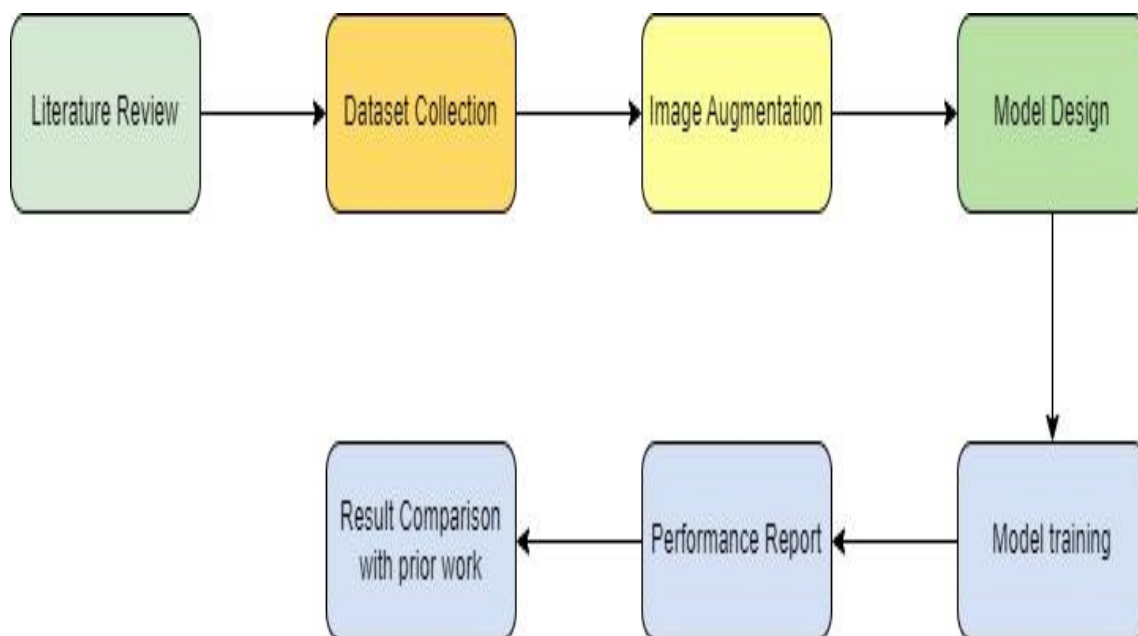 Literature Review
Dataset Collection
Image Augmentation
Model Design
Model training
Performance Report
Result Comparison
with prior work